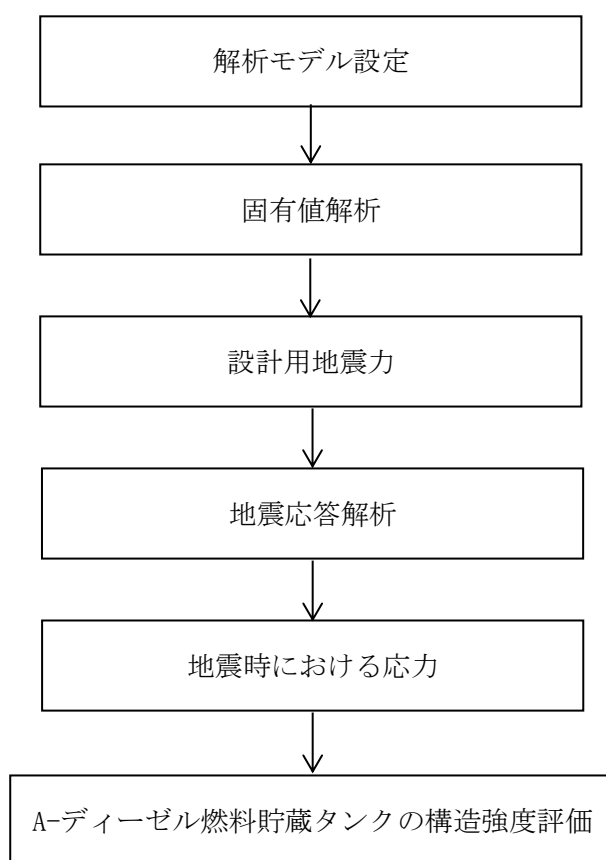 解析モデル設定
固有値解析
設計用地震力
地震応答解析
地震時における応力
A-ディーゼル燃料貯蔵タンクの構造強度評価